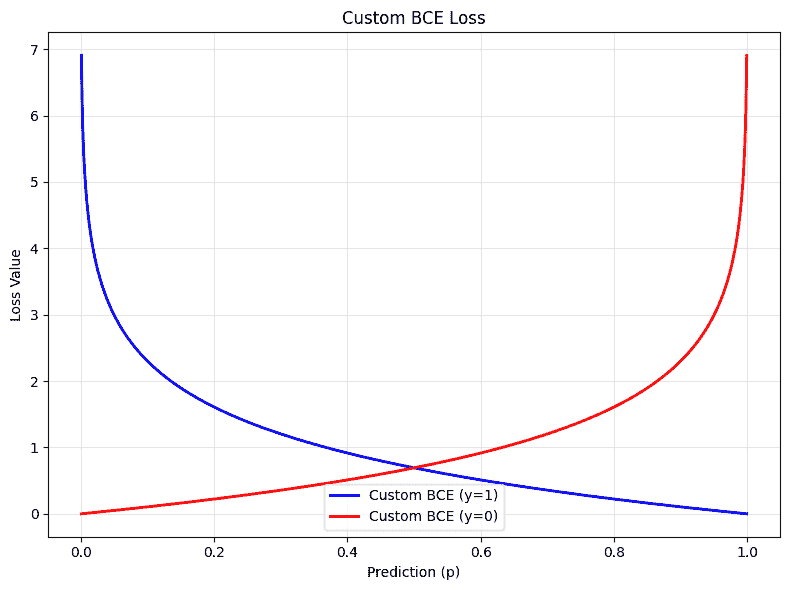 Custom BCE Loss
7
6
5
4
3
2
1
0
Loss Value
Custom BCE (y=1)
Custom BCE (y=0)
0.0 0.2 0.4 0.6 0.8 1.0
Prediction (p)